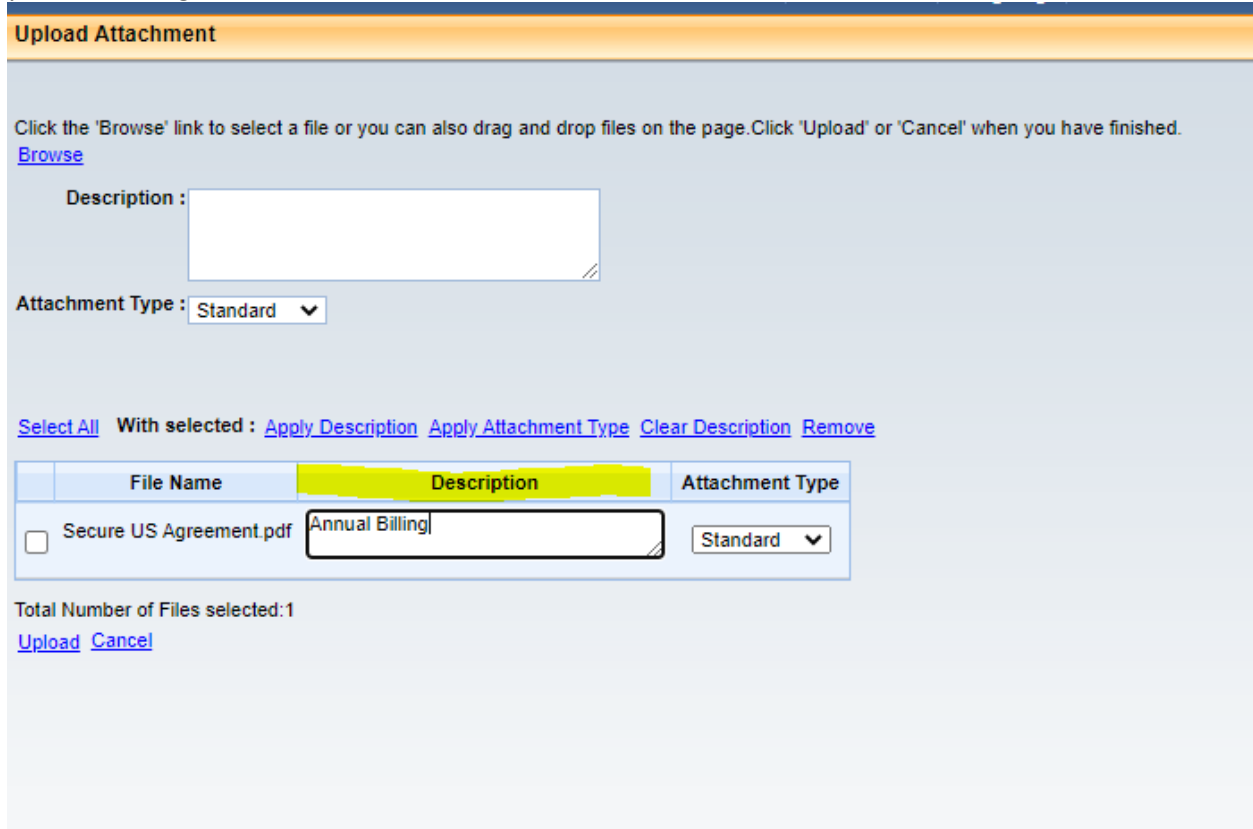 Upload Attachment
Click the 'Browse' link to select a file or you can also drag and drop files on the page.Click 'Upload' or 'Cancel' when you have finished.
Browse
Description :
Attachment Type : Standard
Select All With selected : Apply Description Apply Attachment Type Clear Description Remove
File Name Description Attachment Type
Secure US Agreement.pdf Annual Billing Standard
Total Number of Files selected:1
Upload Cancel